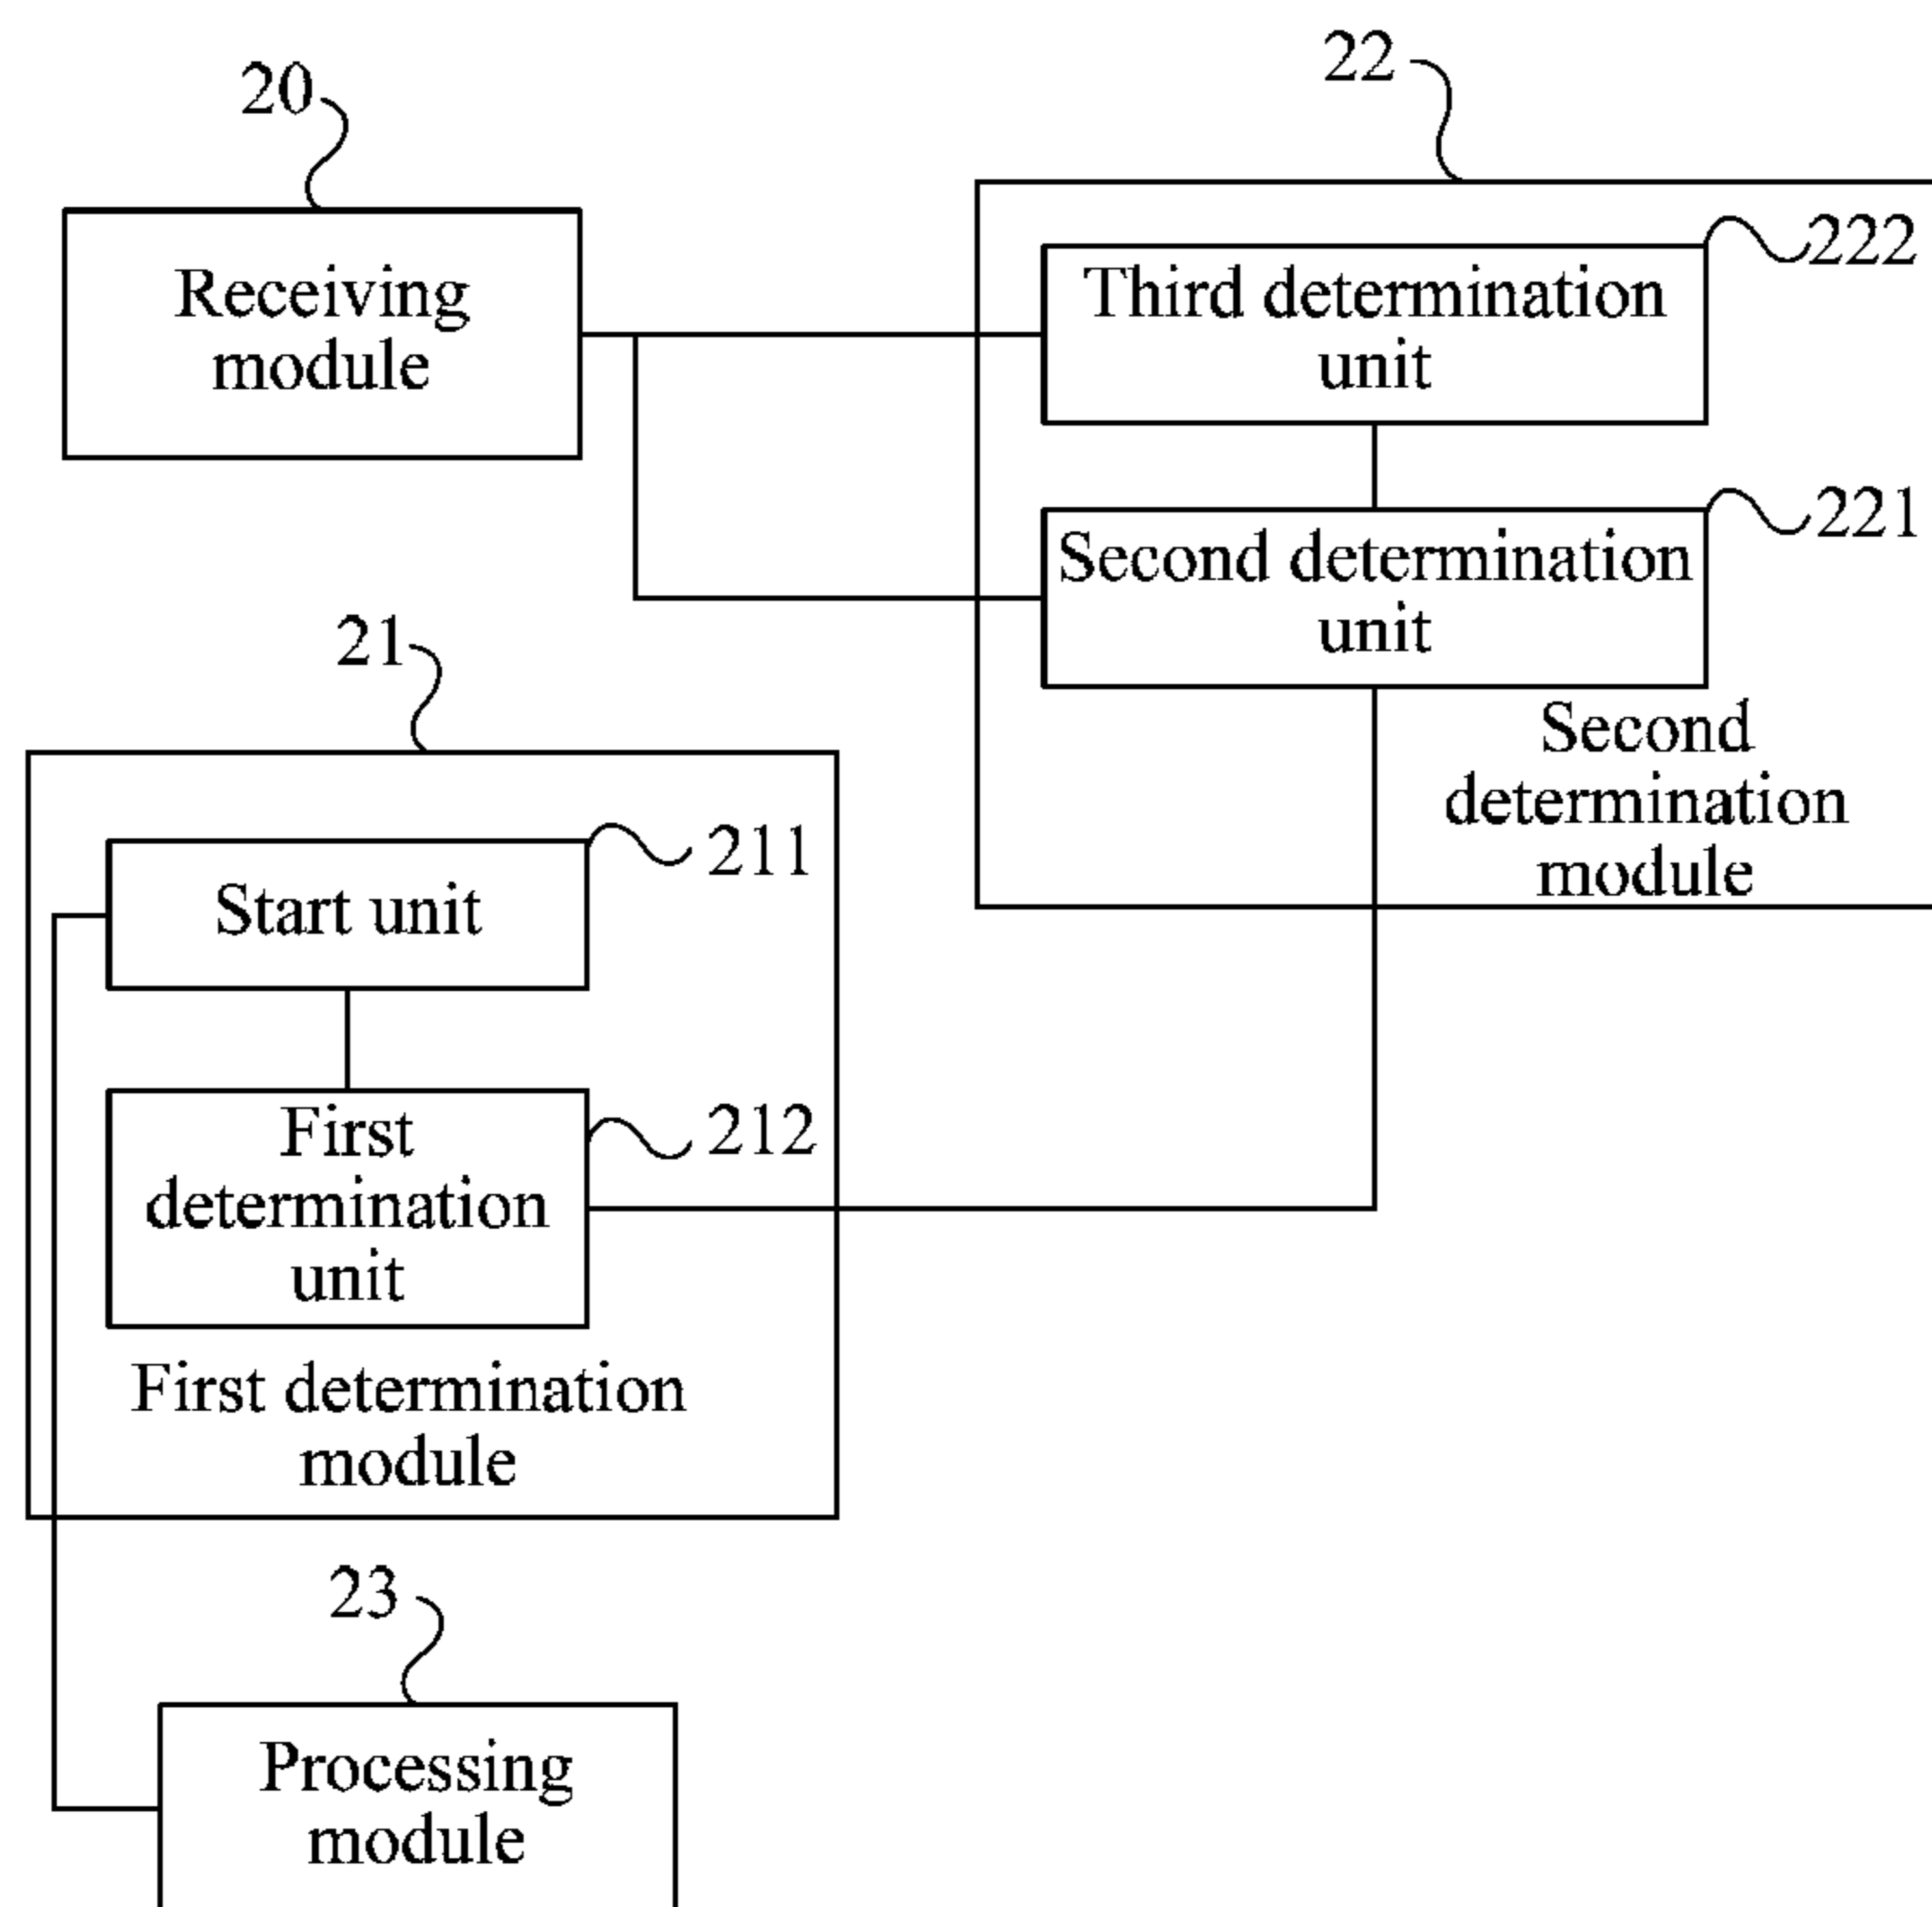 20
22
Receiving
module
222
Third determination
unit
221
Second determination
unit
Second
determination
module
21
211
Start unit
212
First
determination
unit
First determination
module
23
Processing
module